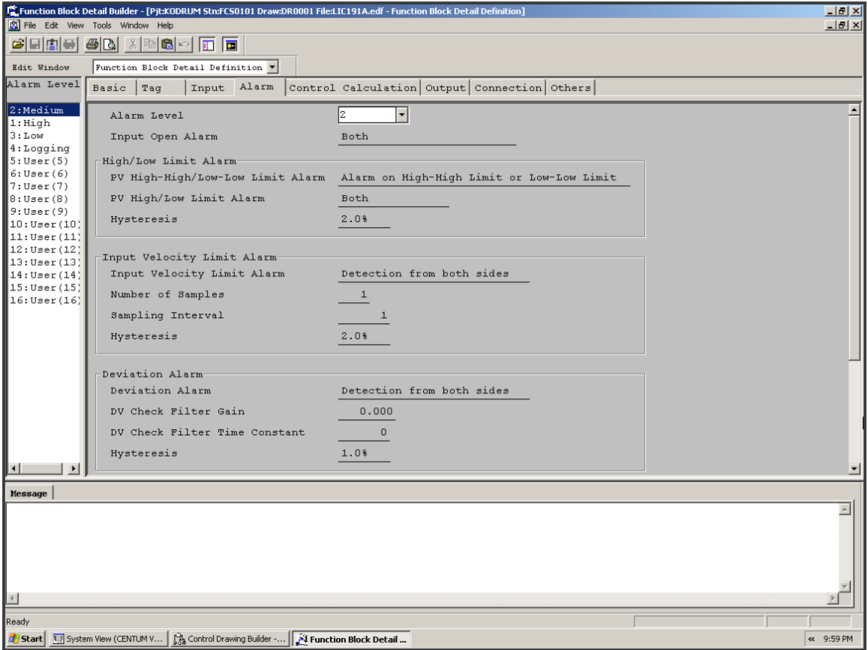 Function Block Detail Builder - [Pjt:KODRUM Stn:FCS0101 Draw:DR0001 File:LIC191A.edf - Function Block Detail Definition]
File Edit View Tools Window Help
Edit Window Function Block Detail Definition
Alarm Level
Basic Tag Input Alarm Control Calculation Output Connection Others
2:Medium
1:High
3:Low
4:Logging
5:User(5)
6:User(6)
7:User(7)
8:User(8)
9:User(9)
10:User(10)
11:User(11)
12:User(12)
13:User(13)
14:User(14)
15:User(15)
16:User(16)
Alarm Level 2
Input Open Alarm Both
High/Low Limit Alarm
PV High-High/Low-Low Limit Alarm Alarm on High-High Limit or Low-Low Limit
PV High/Low Limit Alarm Both
Hysteresis 2.0%
Input Velocity Limit Alarm
Input Velocity Limit Alarm Detection from both sides
Number of Samples 1
Sampling Interval 1
Hysteresis 2.0%
Deviation Alarm
Deviation Alarm Detection from both sides
DV Check Filter Gain 0.000
DV Check Filter Time Constant 0
Hysteresis 1.0%
Message
Ready
Start System View (CENTUM V... Control Drawing Builder -... Function Block Detail ... « 9:59 PM